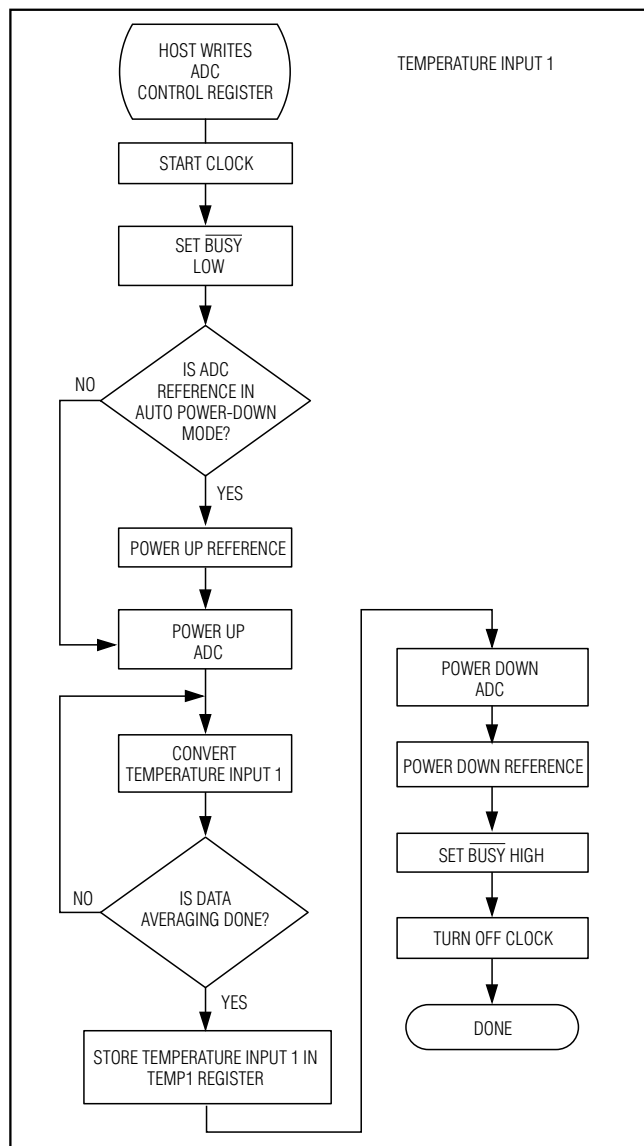 HOST WRITES
ADC
CONTROL REGISTER
TEMPERATURE INPUT 1
START CLOCK
SET B̅U̅S̅Y̅
LOW
IS ADC
REFERENCE IN
AUTO POWER-DOWN
MODE?
NO
YES
POWER UP REFERENCE
POWER UP
ADC
CONVERT
TEMPERATURE INPUT 1
NO
IS DATA
AVERAGING DONE?
YES
STORE TEMPERATURE INPUT 1 IN
TEMP1 REGISTER
POWER DOWN
ADC
POWER DOWN REFERENCE
SET B̅U̅S̅Y̅ HIGH
TURN OFF CLOCK
DONE